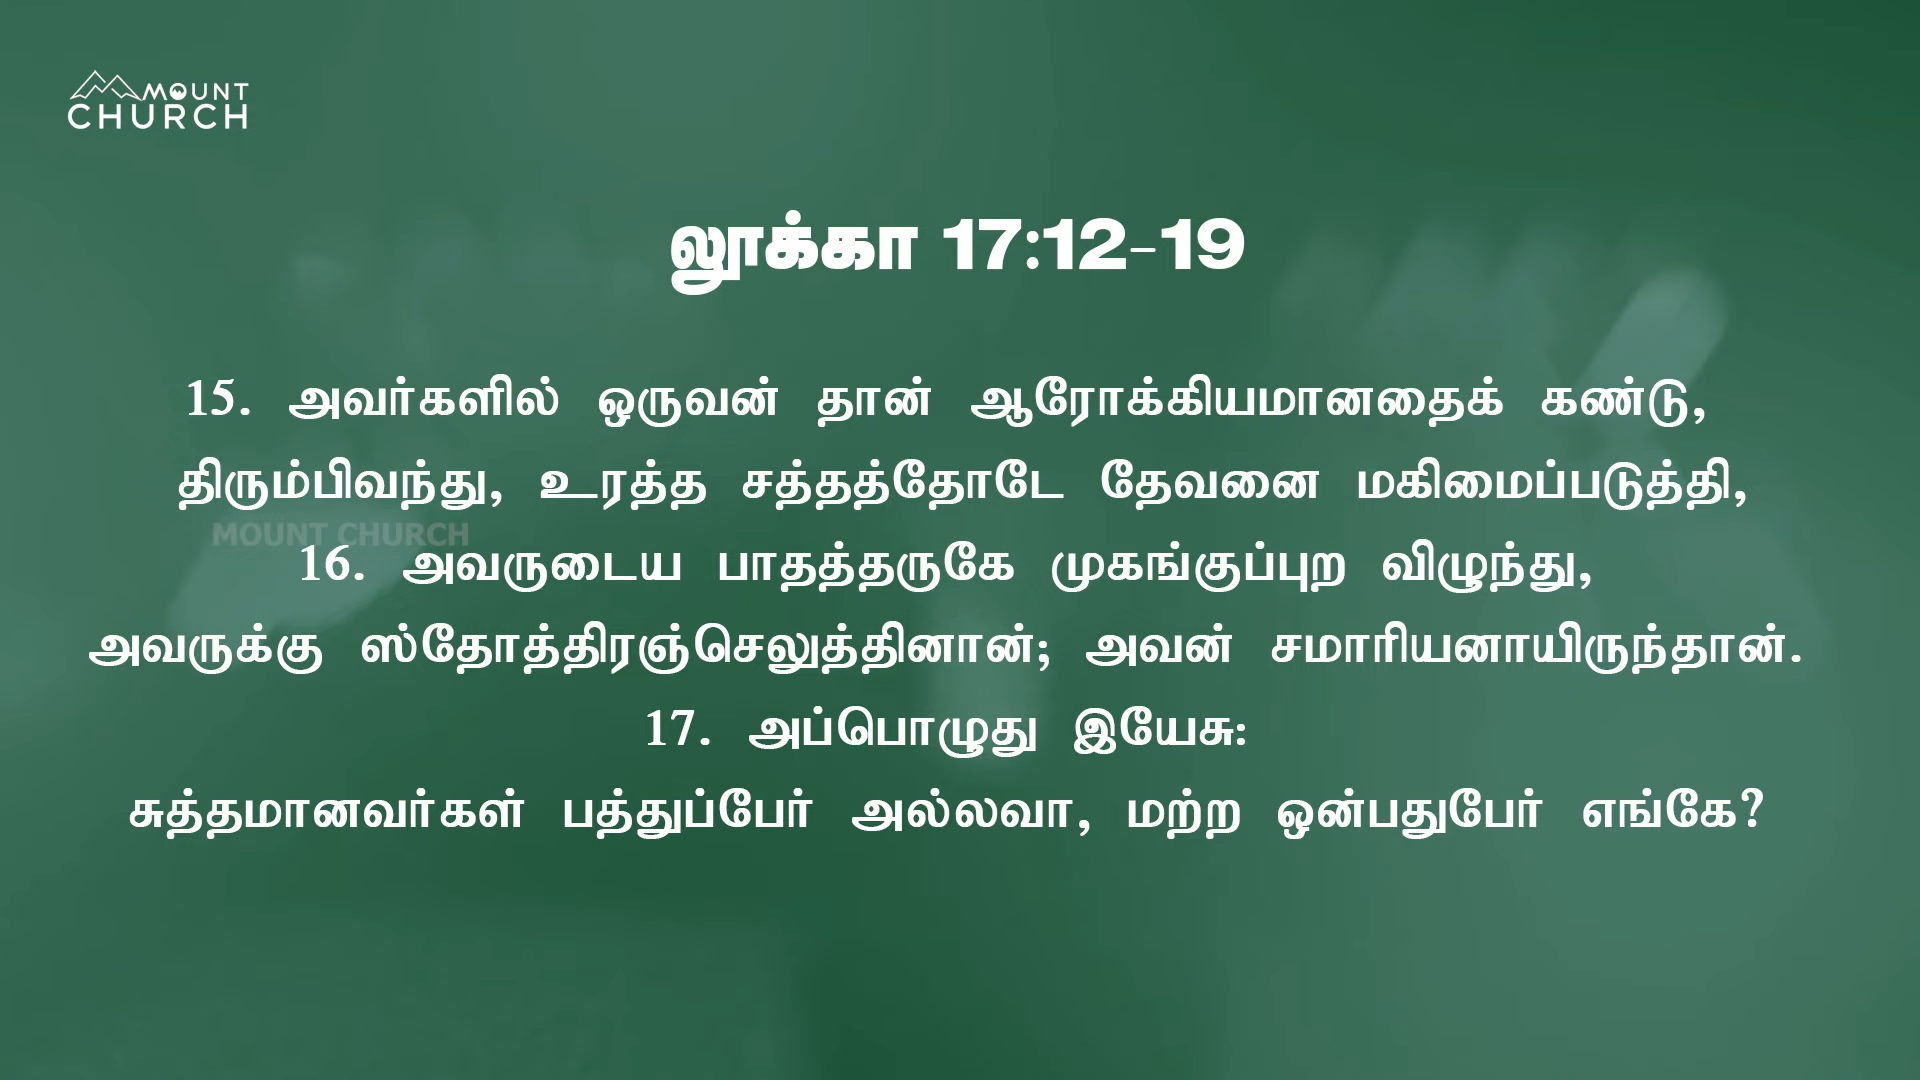 MOUNT
CHURCH
லூக்கா 17:12-19
15. அவர்களில் ஒருவன் தான் ஆரோக்கியமானதைக் கண்டு,
திரும்பிவந்து, உரத்த சத்தத்தோடே தேவனை மகிமைப்படுத்தி,
MOUNT CHURCH
16. அவருடைய பாதத்தருகே முகங்குப்புற விழுந்து,
அவருக்கு ஸ்தோத்திரஞ்செலுத்தினான்; அவன் சமாரியனாயிருந்தான்.
17. அப்பொழுது இயேசு:
சுத்தமானவர்கள் பத்துப்பேர் அல்லவா, மற்ற ஒன்பதுபேர் எங்கே?